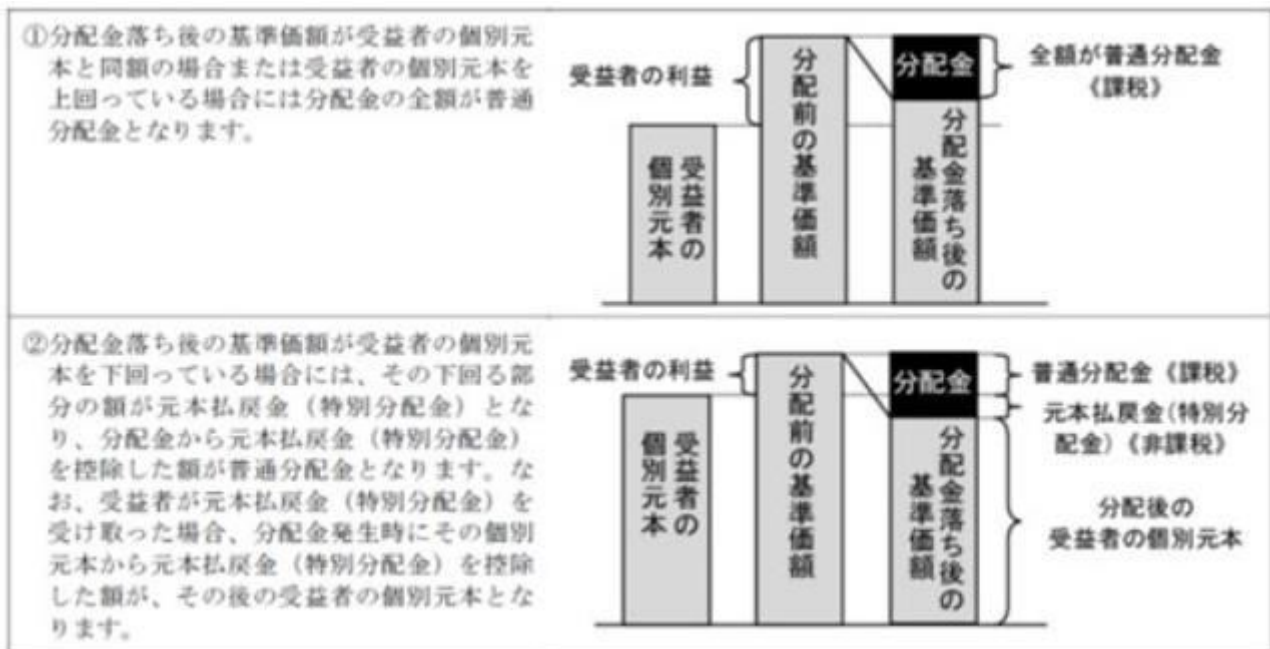 ①分配金落ち後の基準価額が受益者の個別元
本と同額の場合または受益者の個別元本を
上回っている場合には分配金の全額が普通
分配金となります。
受益者の利益
受益者の
個別元本
分配前の基準価額
分配金
分配金落ち後の
基準価額
全額が普通分配金
《課税》
②分配金落ち後の基準価額が受益者の個別元
本を下回っている場合には、その下回る部
分の額が元本払戻金（特別分配金）とな
り、分配金から元本払戻金（特別分配金）
を控除した額が普通分配金となります。な
お、受益者が元本払戻金（特別分配金）を
受け取った場合、分配金発生時にその個別
元本から元本払戻金（特別分配金）を控除
した額が、その後の受益者の個別元本とな
ります。
受益者の利益
受益者の
個別元本
分配前の基準価額
分配金
分配金落ち後の
基準価額
普通分配金《課税》
元本払戻金(特別分
配金)《非課税》
分配後の
受益者の個別元本